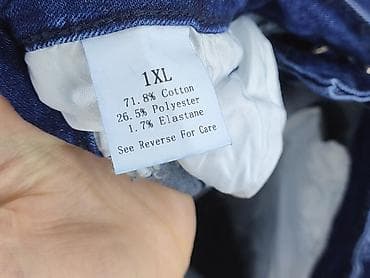 1XL
71.8% Cotton
26.5% Polyester
1.7% Elastane
See Reverse For Care